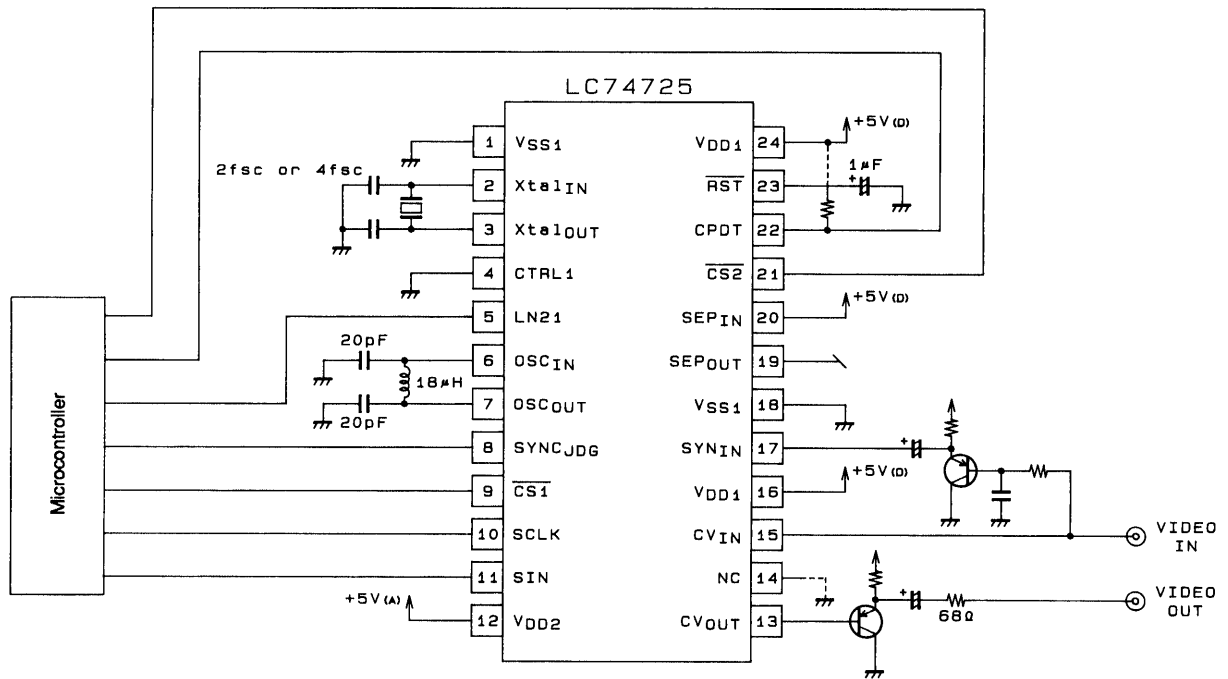 LC74725
2fsc or 4fsc
Microcontroller
1 VSS1
2 XtalIN
3 XtalOUT
4 CTRL1
5 LN21
6 OSCIN
7 OSCOUT
8 SYNCJDG
9 CS1
10 SCLK
11 SIN
12 VDD2
20pF
18μH
20pF
+5V(A)
VDD1 24
RST 23
CPDT 22
CS2 21
SEPIN 20
SEPOUT 19
VSS1 18
SYNIN 17
VDD1 16
CVIN 15
NC 14
CVOUT 13
+5V(D)
1μF
+
+5V(D)
+
+5V(D)
VIDEO
IN
+
68Ω
VIDEO
OUT